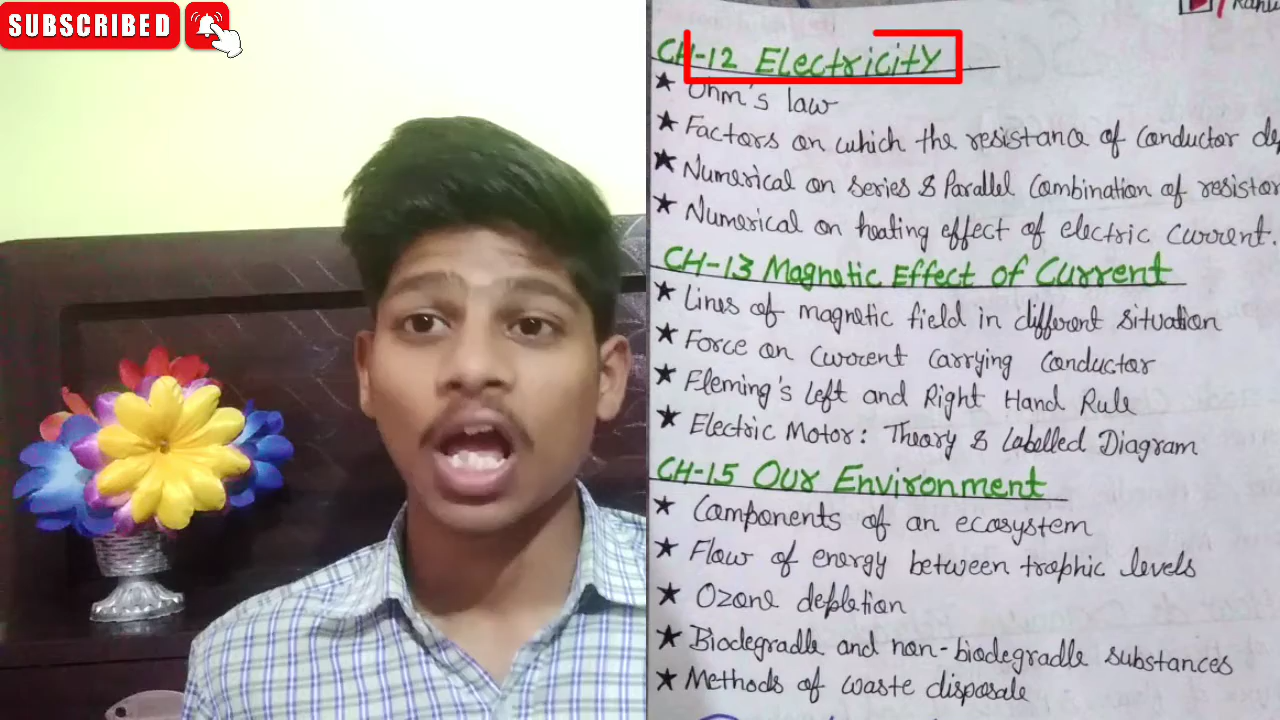 SUBSCRIBED
CH-12 Electricity
★ Ohm's law
★ Factors on which the resistance of conductor
★ Numerical on series & Parallel Combination of
★ Numerical on heating effect of electric current.
CH-13 Magnetic Effect of Current
★ Lines of magnetic field in different situation
★ Force on current carrying conductor
★ Fleming's Left and Right Hand Rule
★ Electric Motor: Theory & Labelled Diagram
CH-15 Our Environment
★ Components of an ecosystem
★ Flow of energy between trophic levels
★ Ozone depletion
★ Biodegradle and non-biodegradle substances
★ Methods of waste disposale